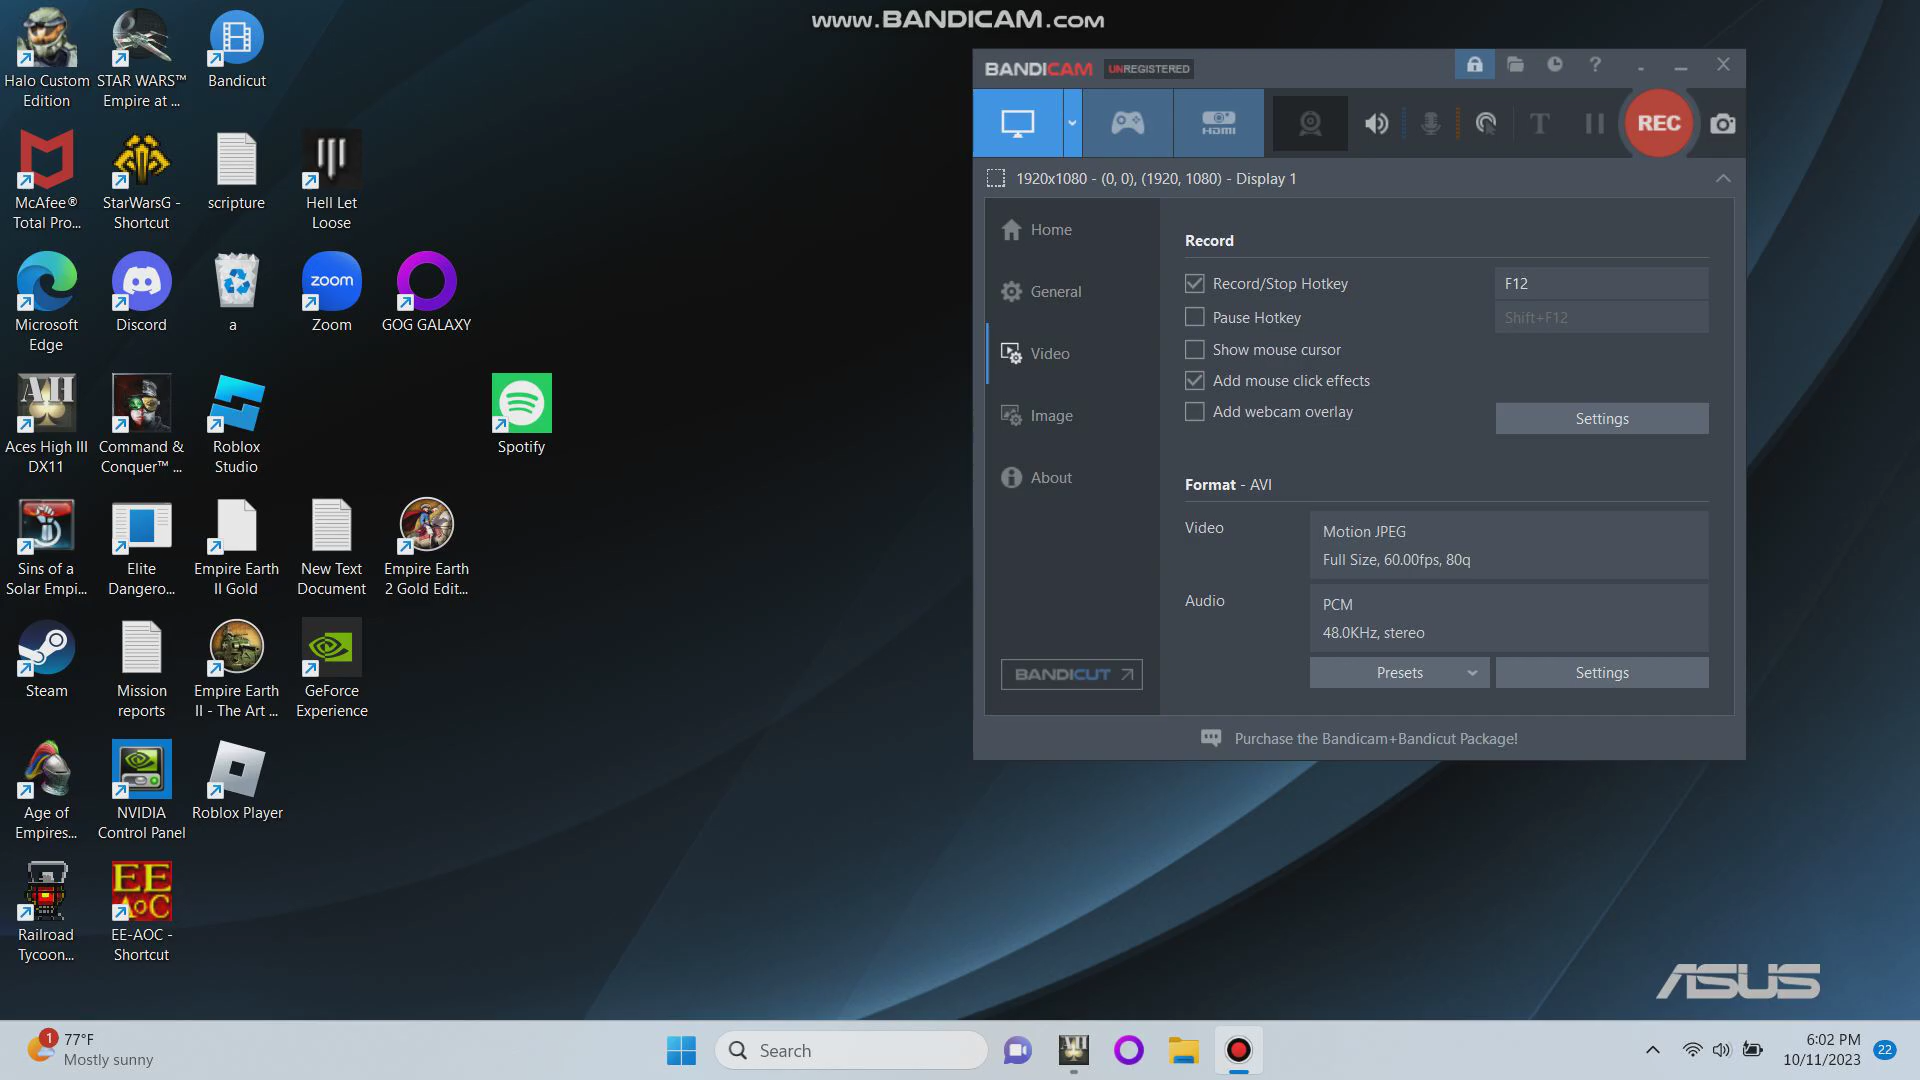 www.BANDICAM.com
Halo Custom
Edition
STAR WARS™
Empire at ...
Bandicut
McAfee®
Total Pro...
StarWarsG -
Shortcut
scripture
Hell Let
Loose
Microsoft
Edge
Discord
a
zoom
Zoom
GOG GALAXY
AH
Aces High III
DX11
Command &
Conquer™ ...
Roblox
Studio
Spotify
Sins of a
Solar Empi...
Elite
Dangero...
Empire Earth
II Gold
New Text
Document
Empire Earth
2 Gold Edit...
Steam
Mission
reports
Empire Earth
II - The Art ...
GeForce
Experience
Age of
Empires...
NVIDIA
Control Panel
Roblox Player
Railroad
Tycoon...
EE
AoC
EE-AOC -
Shortcut
BANDICAM UNREGISTERED
?
HDMI
T
REC
1920x1080 - (0, 0), (1920, 1080) - Display 1
Home
General
Video
Image
About
BANDICUT
Record
Record/Stop Hotkey
F12
Pause Hotkey
Shift+F12
Show mouse cursor
Add mouse click effects
Add webcam overlay
Settings
Format - AVI
Video
Motion JPEG
Full Size, 60.00fps, 80q
Audio
PCM
48.0KHz, stereo
Presets
Settings
Purchase the Bandicam+Bandicut Package!
ASUS
1
77°F
Mostly sunny
Search
AH
6:02 PM
10/11/2023
22